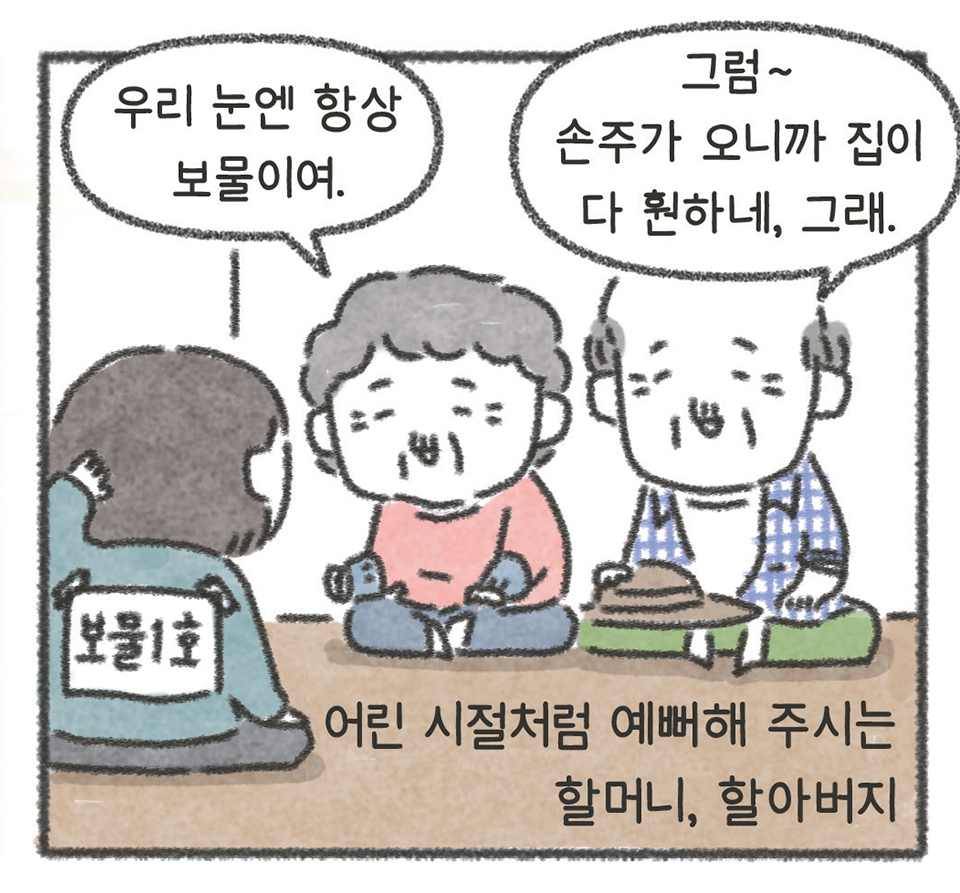 우리 눈엔 항상
보물이여.
그럼~
손주가 오니까 집이
다 훤하네, 그래.
보물1호
어린 시절처럼 예뻐해 주시는
할머니, 할아버지